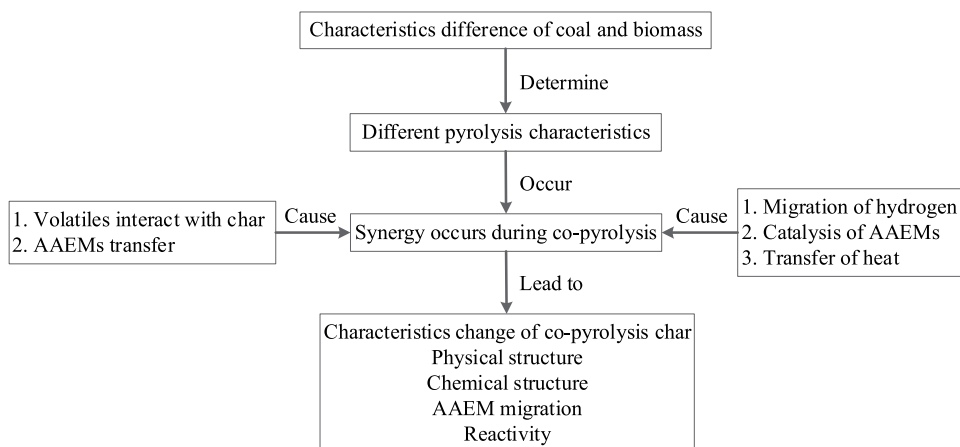 Characteristics difference of coal and biomass
Determine
Different pyrolysis characteristics
Occur
1. Volatiles interact with char
2. AAEMs transfer
Cause
Synergy occurs during co-pyrolysis
Cause
1. Migration of hydrogen
2. Catalysis of AAEMs
3. Transfer of heat
Lead to
Characteristics change of co-pyrolysis char
Physical structure
Chemical structure
AAEM migration
Reactivity